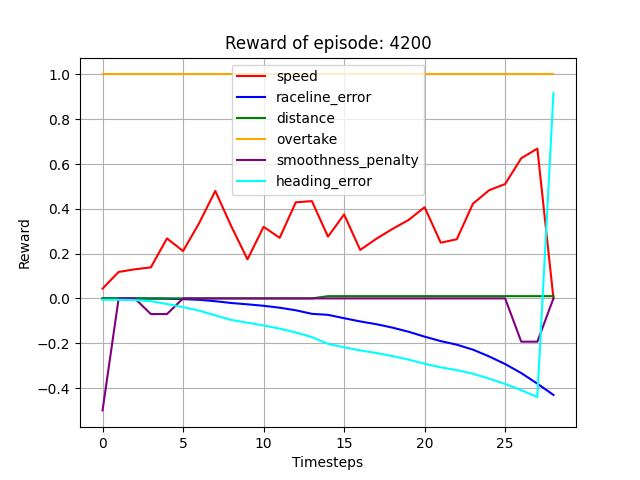 Reward of episode: 4200
1.0
0.8
0.6
0.4
0.2
0.0
−0.2
−0.4
Reward
speed
raceline_error
distance
overtake
smoothness_penalty
heading_error
0 5 10 15 20 25
Timesteps